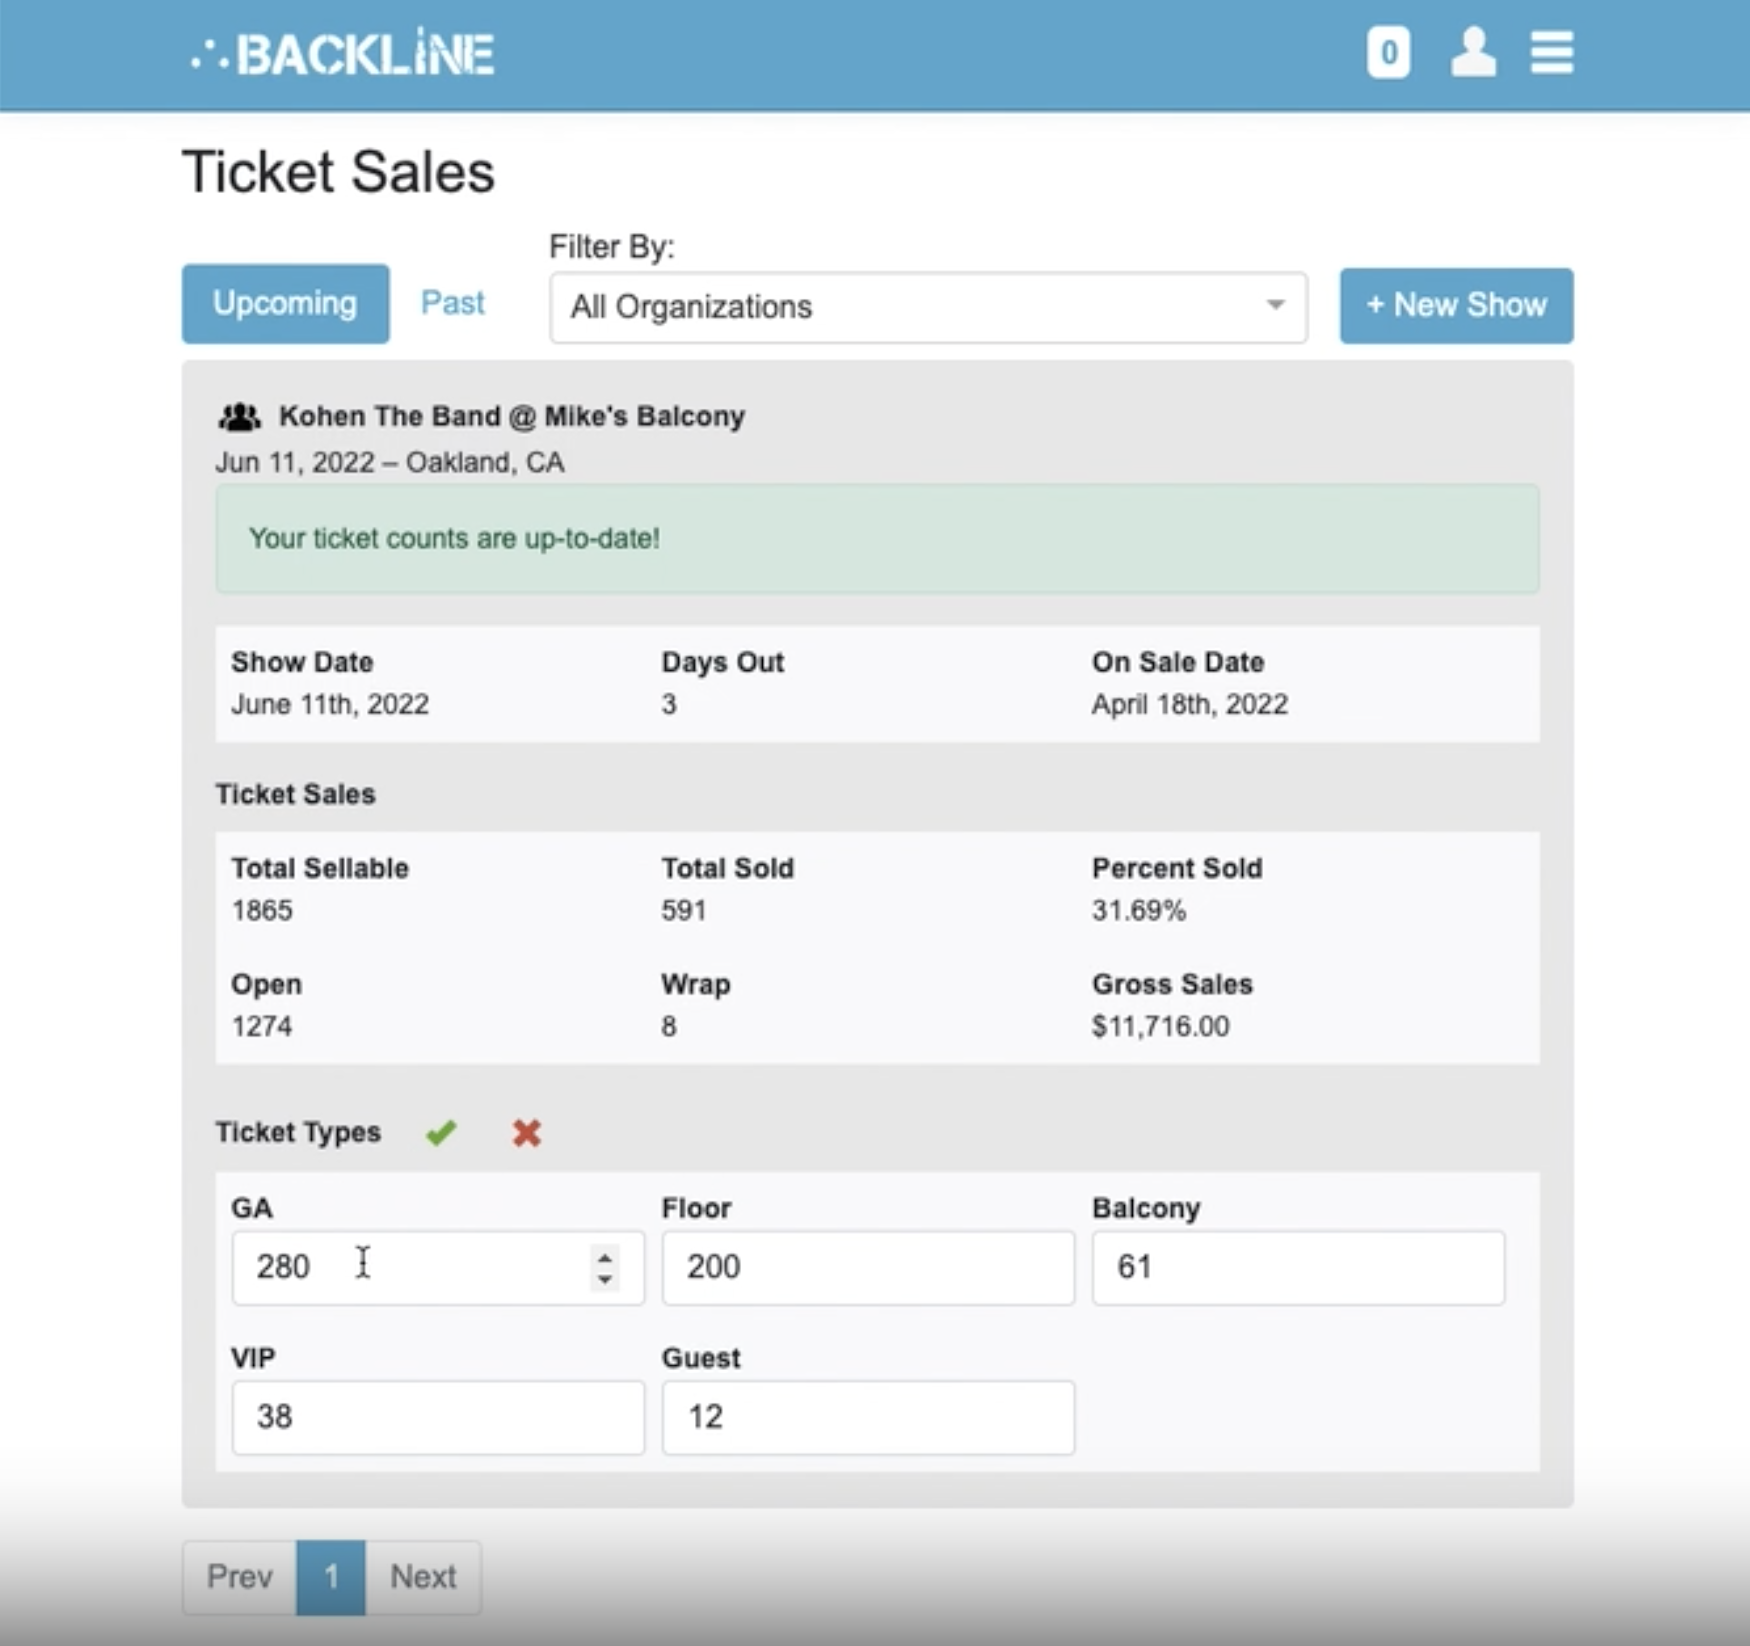 BACKLINE
0
Ticket Sales
Filter By:
Upcoming Past All Organizations + New Show
Kohen The Band @ Mike's Balcony
Jun 11, 2022 – Oakland, CA
Your ticket counts are up-to-date!
Show Date Days Out On Sale Date
June 11th, 2022 3 April 18th, 2022
Ticket Sales
Total Sellable Total Sold Percent Sold
1865 591 31.69%
Open Wrap Gross Sales
1274 8 $11,716.00
Ticket Types
GA Floor Balcony
280 200 61
VIP Guest
38 12
Prev 1 Next